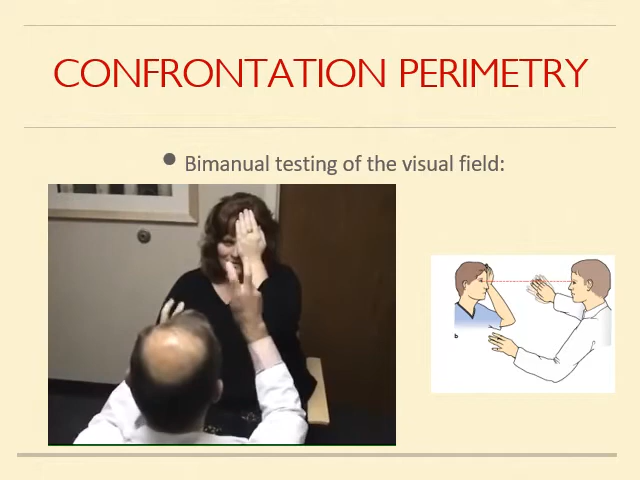 CONFRONTATION PERIMETRY
• Bimanual testing of the visual field:
b